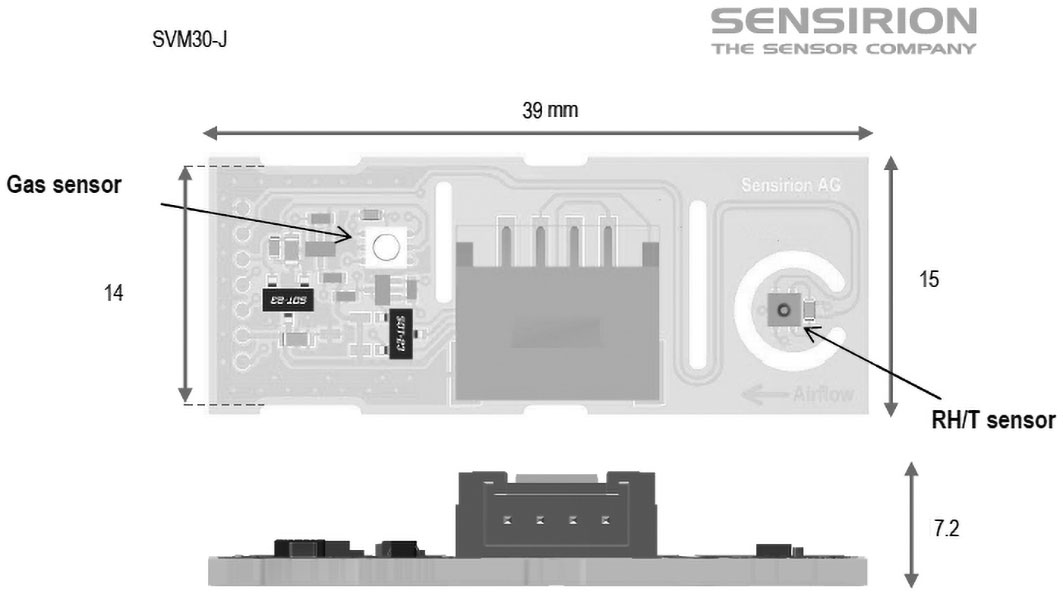 SENSIRION
THE SENSOR COMPANY
SVM30-J
39 mm
Gas sensor
Sensirion AG
14
15
SOT-23
SOT-23
Airflow
RH/T sensor
7.2